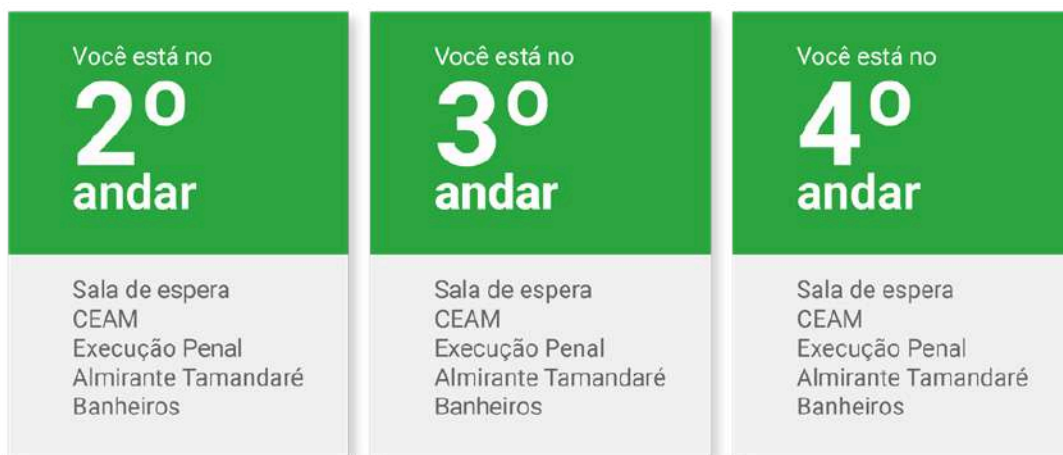 Você está no
2º
andar
Sala de espera
CEAM
Execução Penal
Almirante Tamandaré
Banheiros
Você está no
3º
andar
Sala de espera
CEAM
Execução Penal
Almirante Tamandaré
Banheiros
Você está no
4º
andar
Sala de espera
CEAM
Execução Penal
Almirante Tamandaré
Banheiros